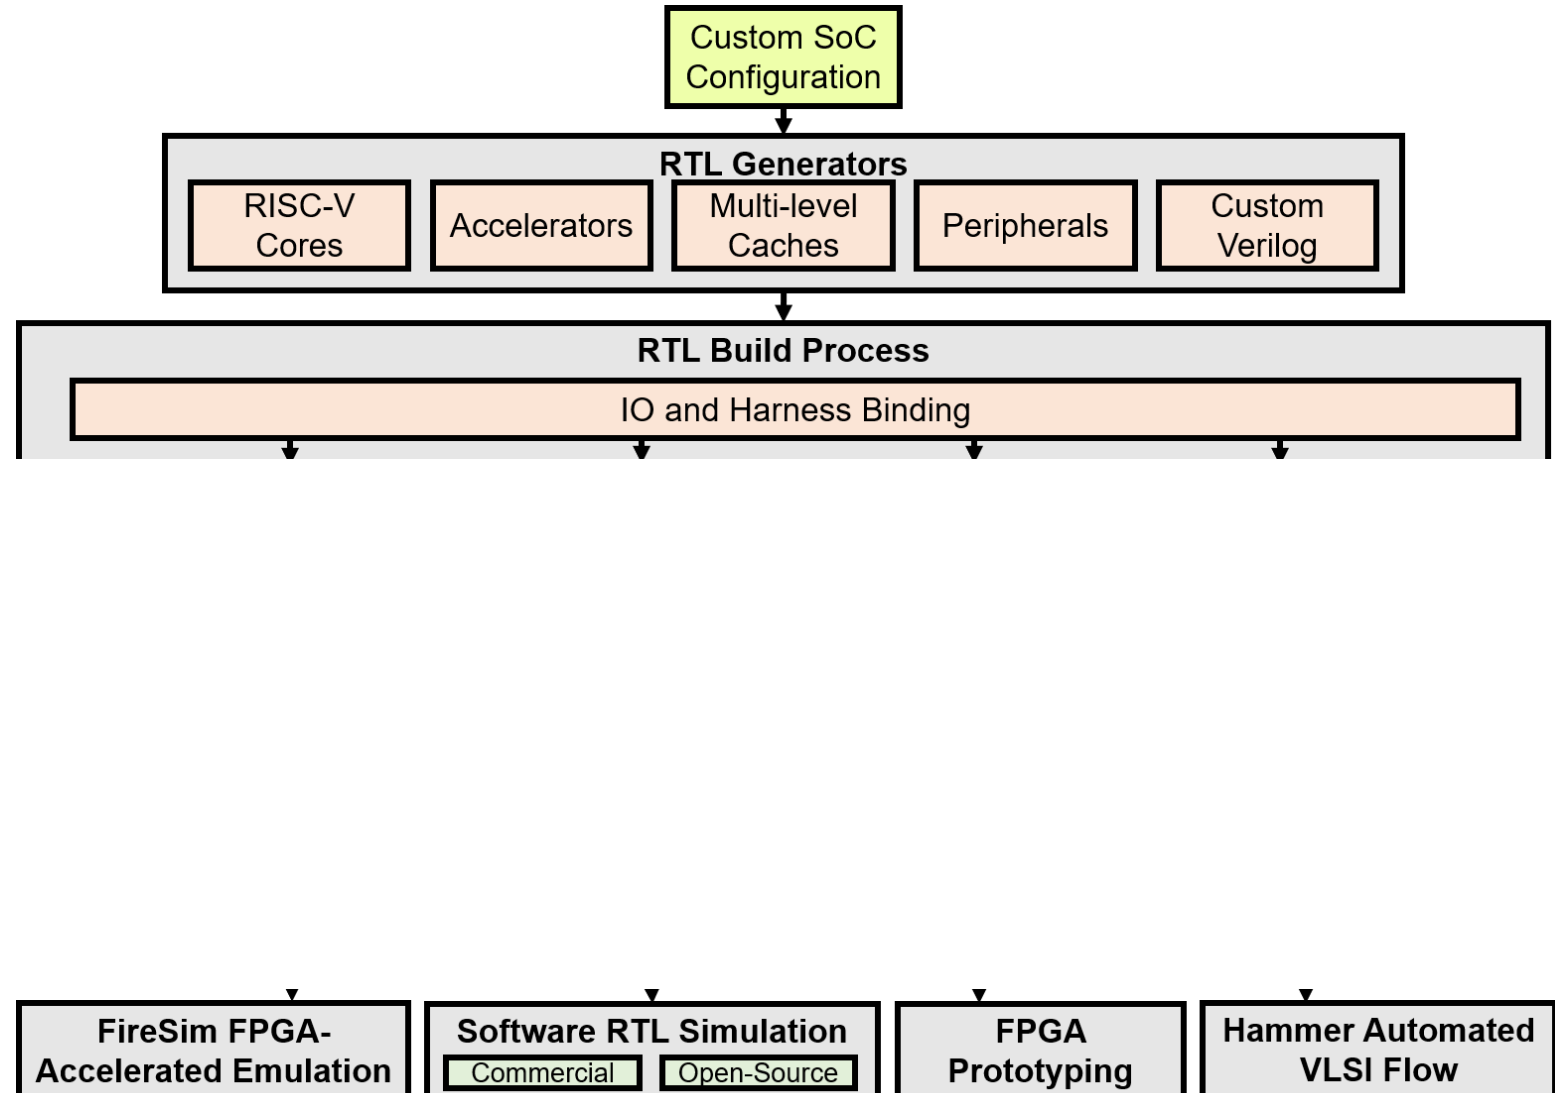 Custom SoC
Configuration
RTL Generators
RISC-V
Cores
Accelerators
Multi-level
Caches
Peripherals
Custom
Verilog
RTL Build Process
IO and Harness Binding
FireSim FPGA-
Accelerated Emulation
Software RTL Simulation
Commercial
Open-Source
FPGA
Prototyping
Hammer Automated
VLSI Flow